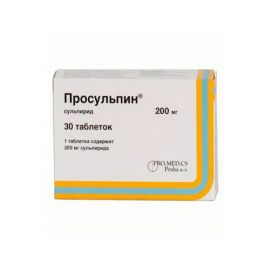 Просульпин®
сульпирид 200 мг
30 таблеток
1 таблетка содержит
200 мг сульпирида
PRO.MED.CS
Praha a.s.